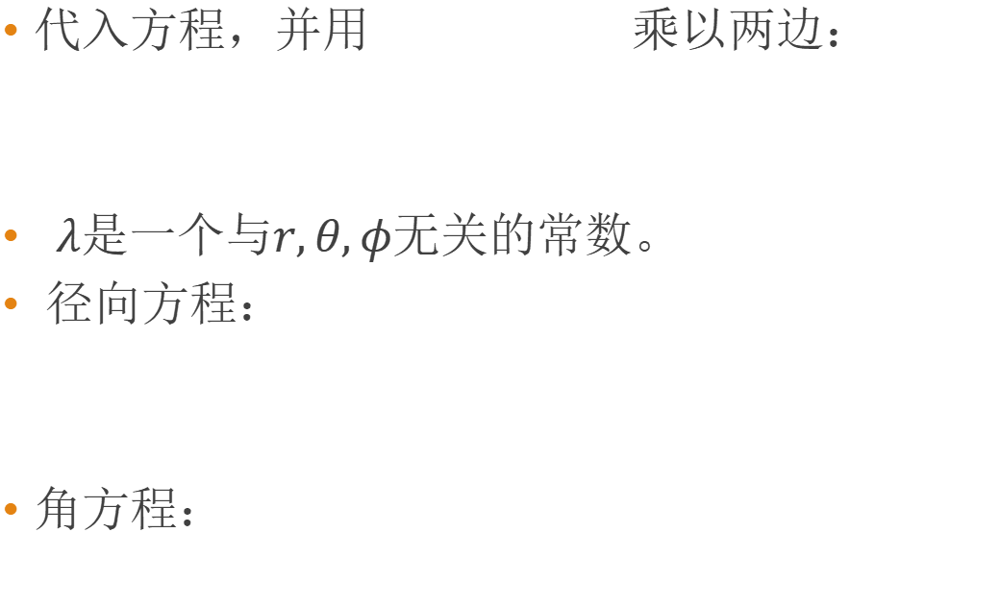 • 代入方程，并用 乘以两边：
• λ是一个与r, θ, ϕ无关的常数。
• 径向方程：
• 角方程：